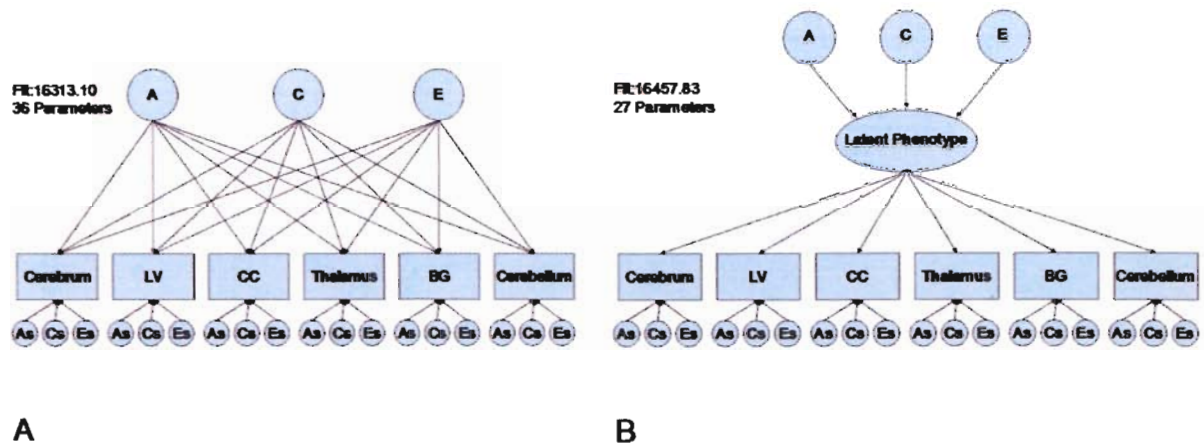 A C E
Fit:16313.10
36 Parameters
Cerebrum LV CC Thalamus BG Cerebellum
As Cs Es As Cs Es As Cs Es As Cs Es As Cs Es As Cs Es
A
A C E
Fit:16457.83
27 Parameters
Latent Phenotype
Cerebrum LV CC Thalamus BG Cerebellum
As Cs Es As Cs Es As Cs Es As Cs Es As Cs Es As Cs Es
B